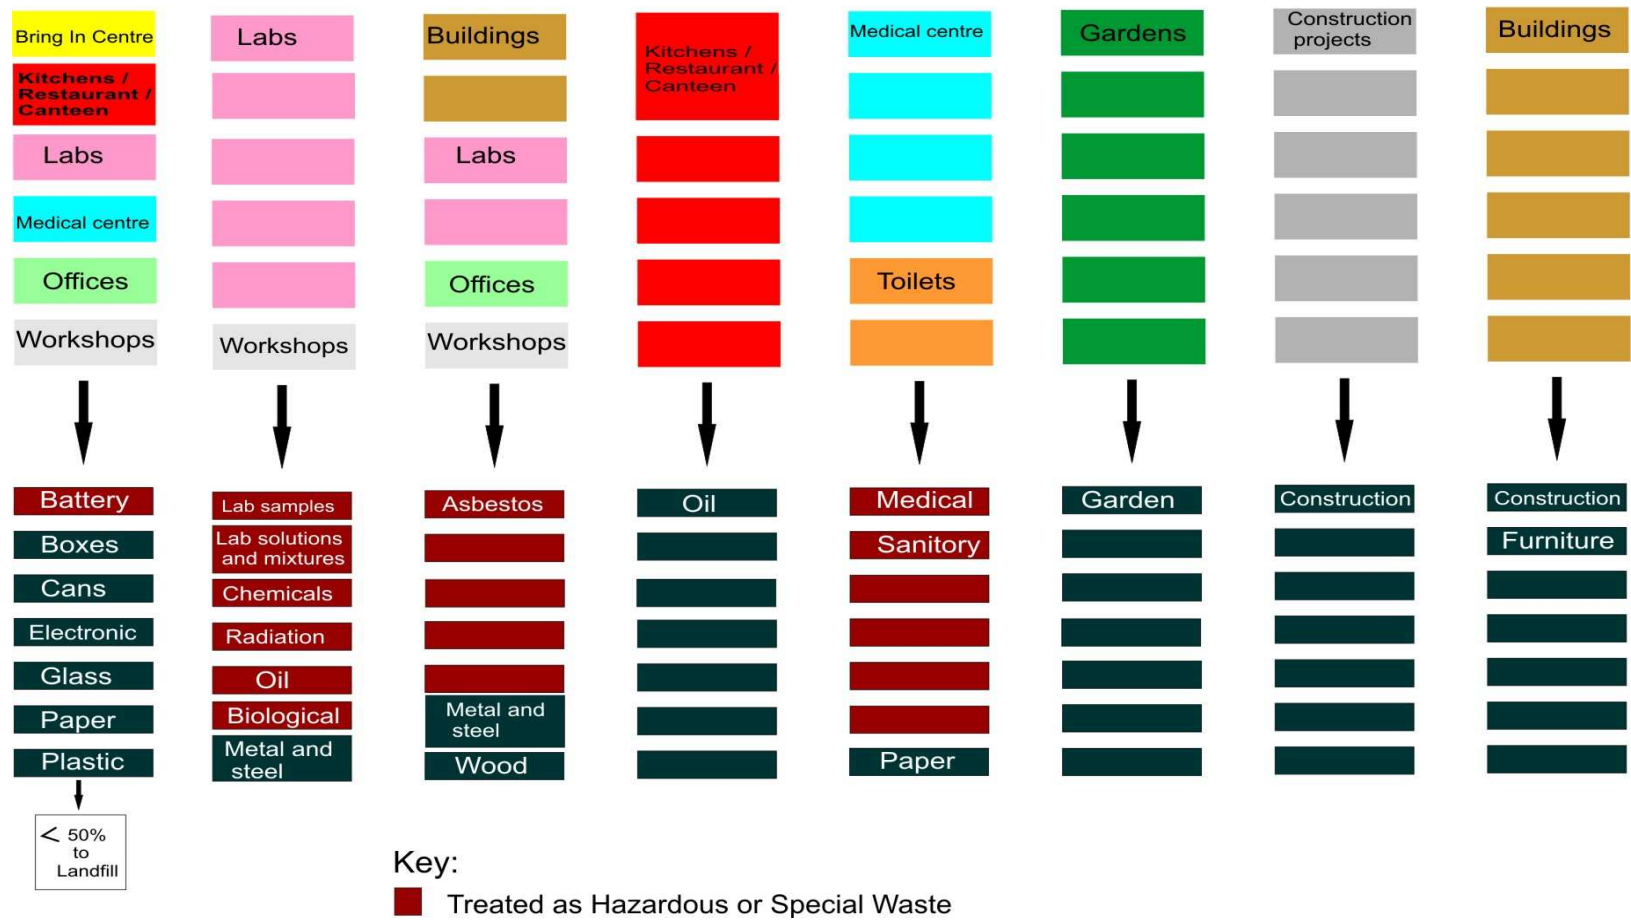 Bring In Centre
Kitchens /
Restaurant /
Canteen
Labs
Medical centre
Offices
Workshops
Labs
Workshops
Buildings
Labs
Offices
Workshops
Kitchens /
Restaurant /
Canteen
Medical centre
Toilets
Gardens
Construction
projects
Buildings
Battery
Boxes
Cans
Electronic
Glass
Paper
Plastic
< 50%
to
Landfill
Lab samples
Lab solutions
and mixtures
Chemicals
Radiation
Oil
Biological
Metal and
steel
Asbestos
Metal and
steel
Wood
Oil
Medical
Sanitory
Paper
Garden
Construction
Construction
Furniture
Key:
Treated as Hazardous or Special Waste